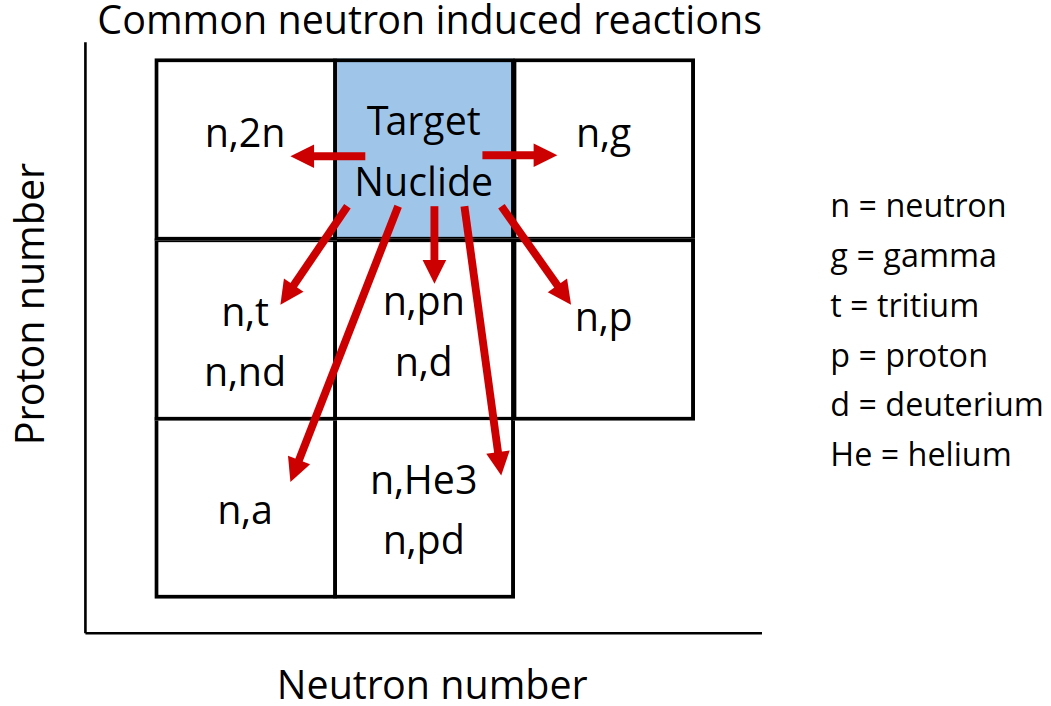 Common neutron induced reactions
Proton number
n,2n
Target
Nuclide
n,g
n,t
n,nd
n,pn
n,d
n,p
n,a
n,He3
n,pd
Neutron number
n = neutron
g = gamma
t = tritium
p = proton
d = deuterium
He = helium